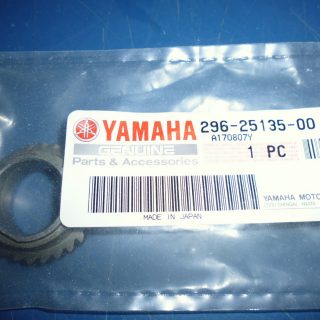 YAMAHA
296-25135-00
A170807Y
GENUINE
Parts & Accessories
1 PC
YAMAHA MOTO
MADE IN JAPAN